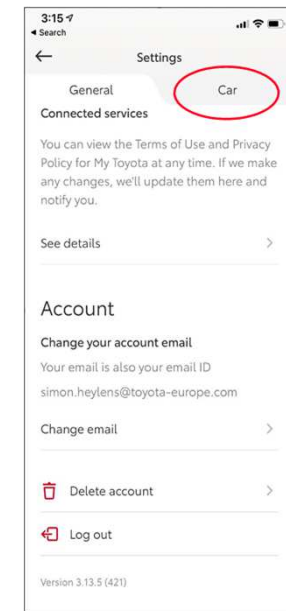 3:15
Search
Settings
General
Car
Connected services
You can view the Terms of Use and Privacy
Policy for My Toyota at any time. If we make
any changes, we'll update them here and
notify you.
See details
Account
Change your account email
Your email is also your email ID
simon.heylens@toyota-europe.com
Change email
Delete account
Log out
Version 3.13.5 (421)